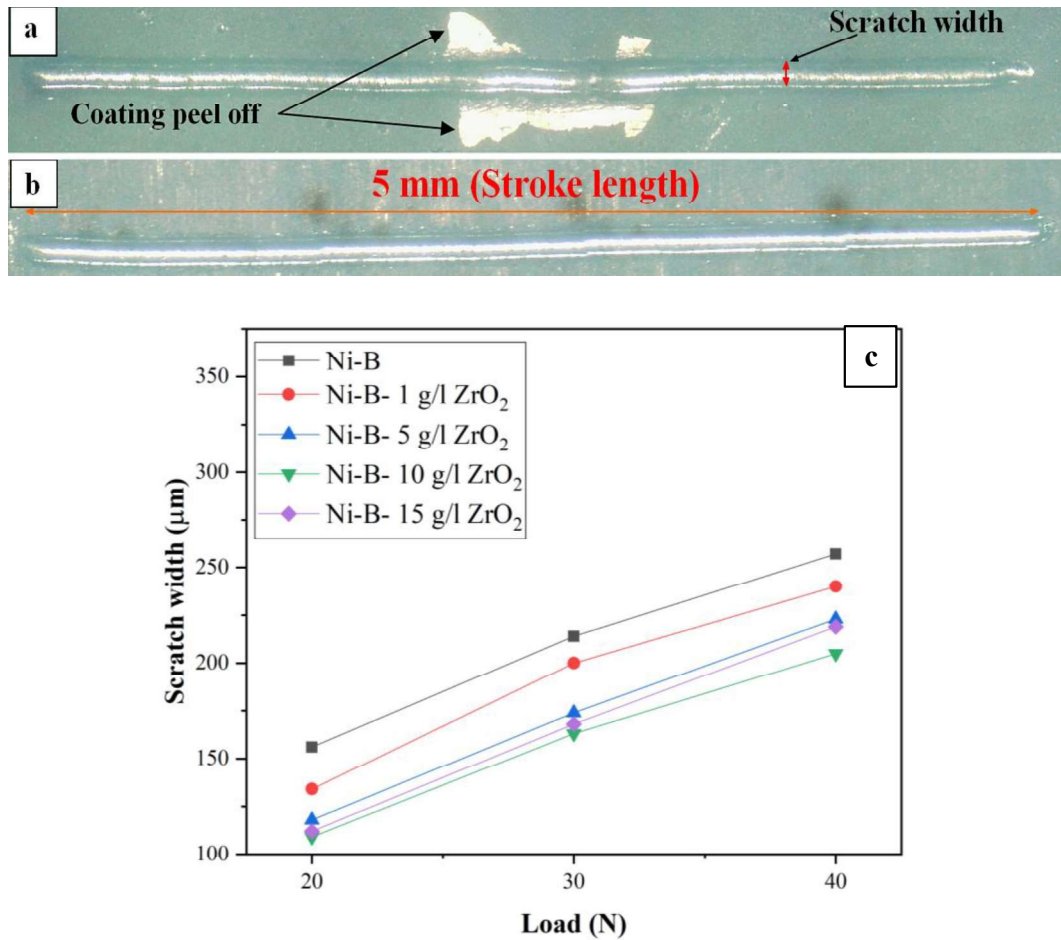 a
Scratch width
Coating peel off
b
5 mm (Stroke length)
c
Ni-B
Ni-B- 1 g/l ZrO₂
Ni-B- 5 g/l ZrO₂
Ni-B- 10 g/l ZrO₂
Ni-B- 15 g/l ZrO₂
350
300
250
200
150
100
Scratch width (μm)
20
30
40
Load (N)